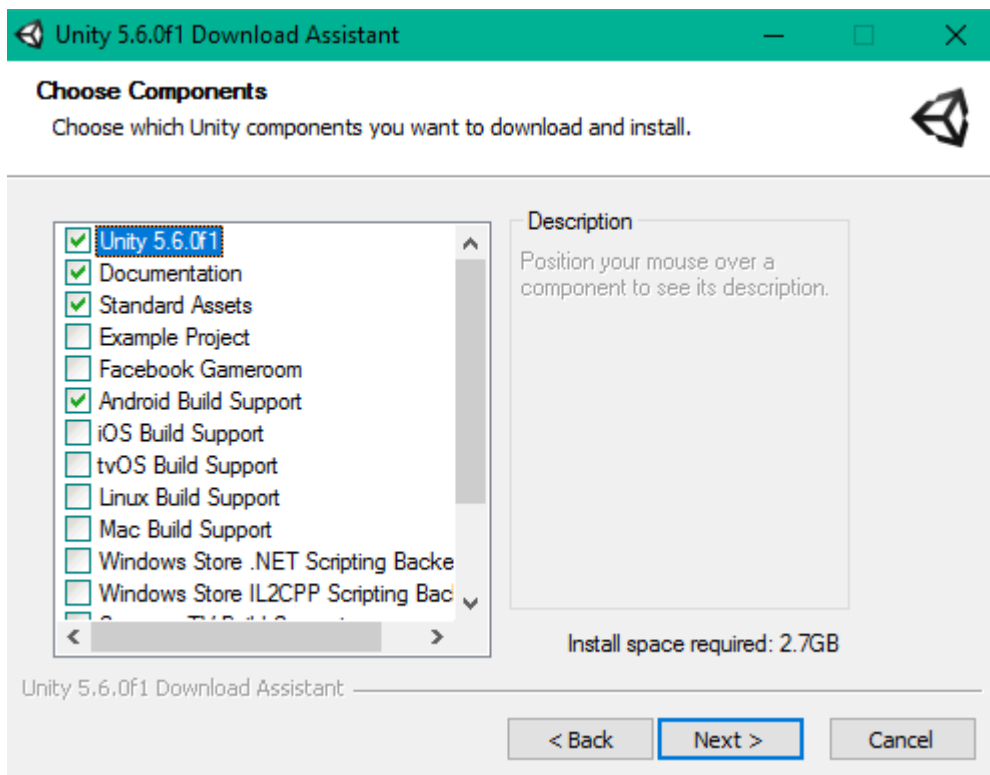 Unity 5.6.0f1 Download Assistant
Choose Components
Choose which Unity components you want to download and install.
Unity 5.6.0f1
Documentation
Standard Assets
Example Project
Facebook Gameroom
Android Build Support
iOS Build Support
tvOS Build Support
Linux Build Support
Mac Build Support
Windows Store .NET Scripting Backe
Windows Store IL2CPP Scripting Bac
Description
Position your mouse over a
component to see its description.
Install space required: 2.7GB
Unity 5.6.0f1 Download Assistant
< Back
Next >
Cancel